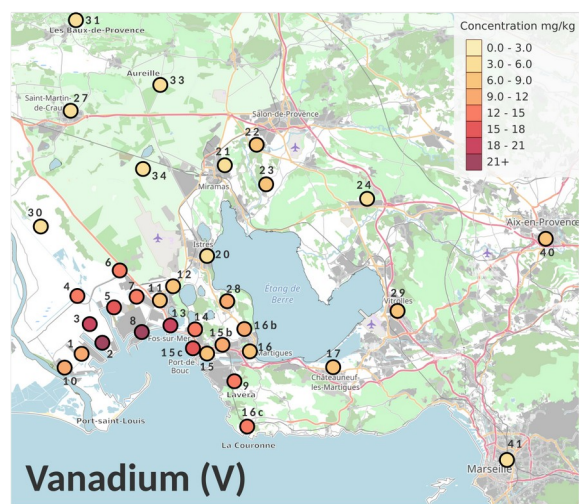 Concentration mg/kg
0.0 - 3.0
3.0 - 6.0
6.0 - 9.0
9.0 - 12
12 - 15
15 - 18
18 - 21
21+
31
Les Baux-de-Provence
Aureille
33
Saint-Martin-
de-Crau
27
Salon-de-Provence
22
21
23
34
Miramas
24
30
Aix-en-Provence
40
Istres
20
6
12
4
7
11
28
Étang de
Berre
29
Vitrolles
5
3
13
14
16b
8
Fos-sur-Mer
15b
1
2
15c
15
16
Martigues
Port-de-
Bouc
17
Châteauneuf
-les-Martigues
10
9
Lavéra
Port-saint-Louis
16c
La Couronne
41
Marseille
Vanadium (V)